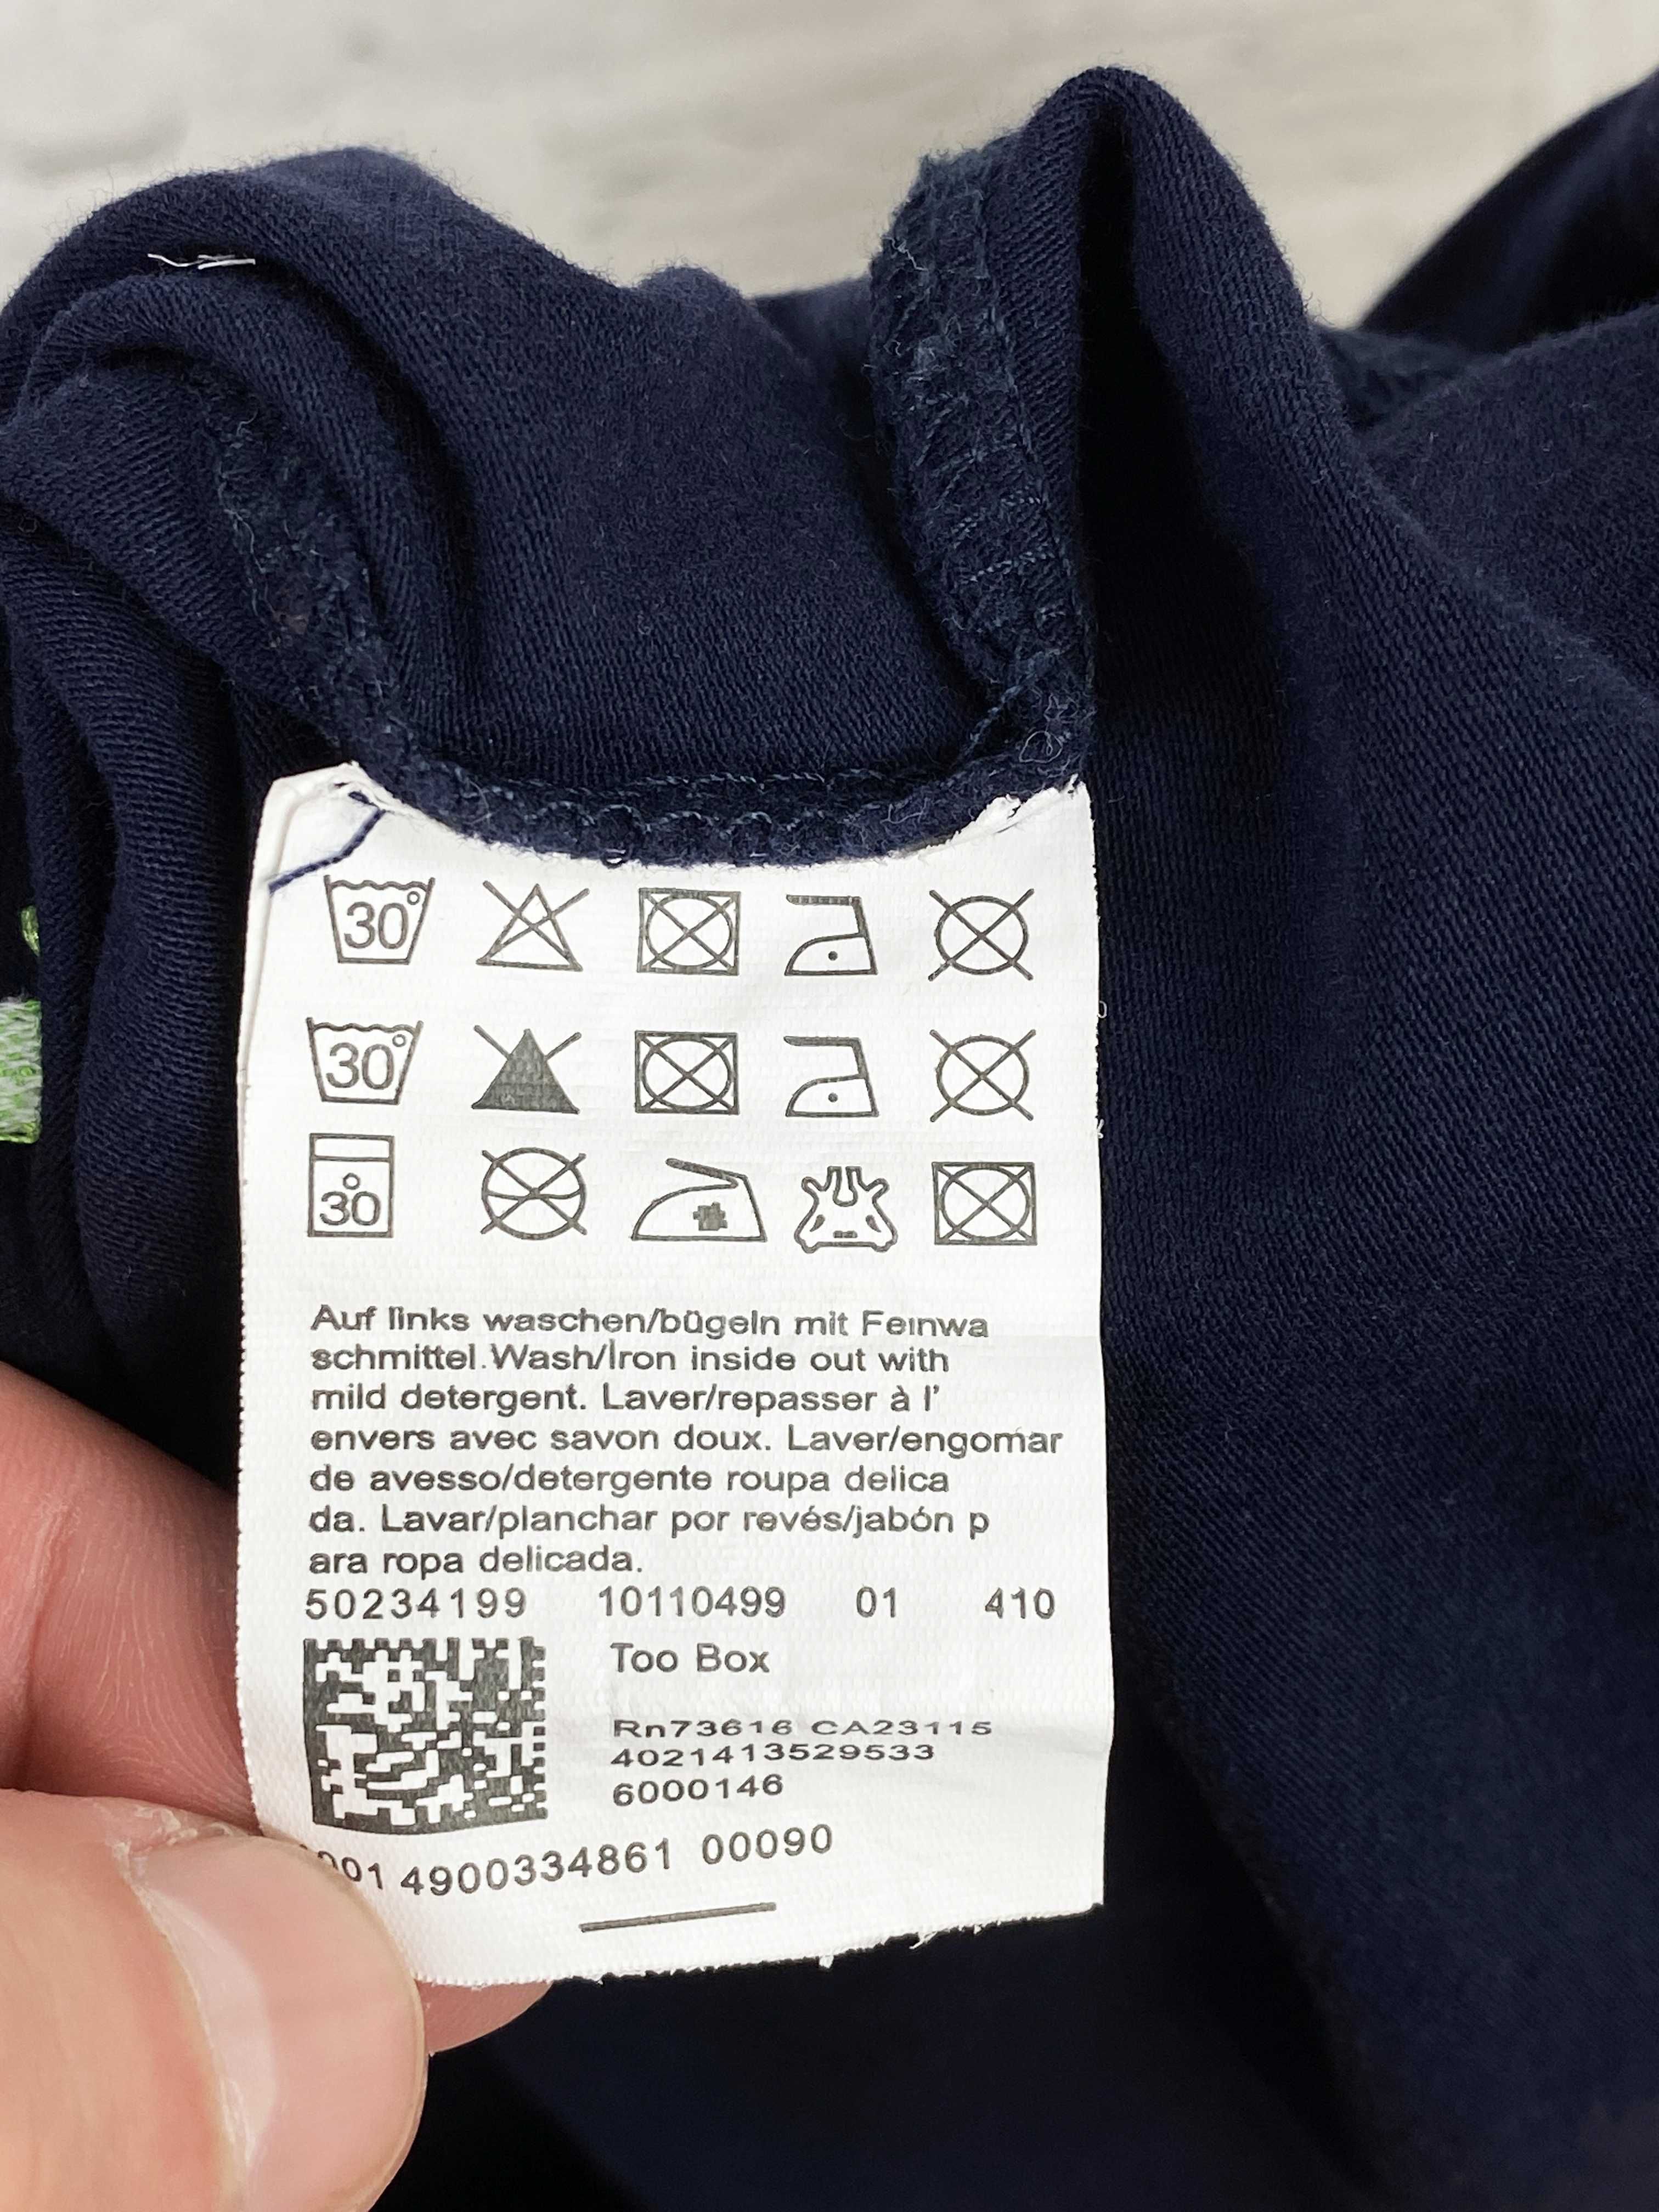 30°
30°
30
Auf links waschen/bügeln mit Feinwa
schmittel.Wash/Iron inside out with
mild detergent. Laver/repasser à l'
envers avec savon doux. Laver/engomar
de avesso/detergente roupa delica
da. Lavar/planchar por revés/jabón p
ara ropa delicada.
50234199 10110499 01 410
Too Box
Rn73616 CA23115
4021413529533
6000146
4900334861 00090